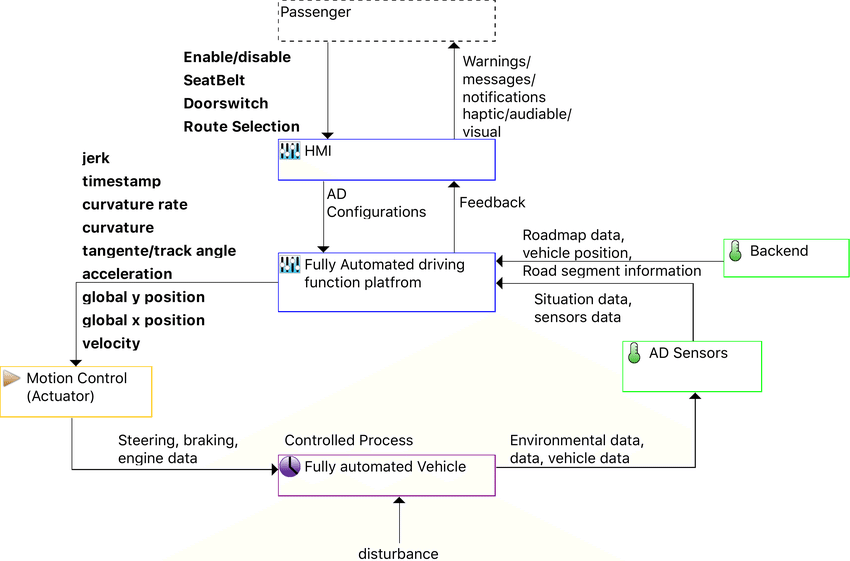 Passenger
Enable/disable
SeatBelt
Doorswitch
Route Selection
Warnings/
messages/
notifications
haptic/audiable/
visual
HMI
jerk
timestamp
curvature rate
curvature
tangente/track angle
acceleration
global y position
global x position
velocity
AD
Configurations
Feedback
Roadmap data,
vehicle position,
Road segment information
Backend
Fully Automated driving
function platfrom
Situation data,
sensors data
AD Sensors
Motion Control
(Actuator)
Steering, braking,
engine data
Controlled Process
Fully automated Vehicle
Environmental data,
data, vehicle data
disturbance